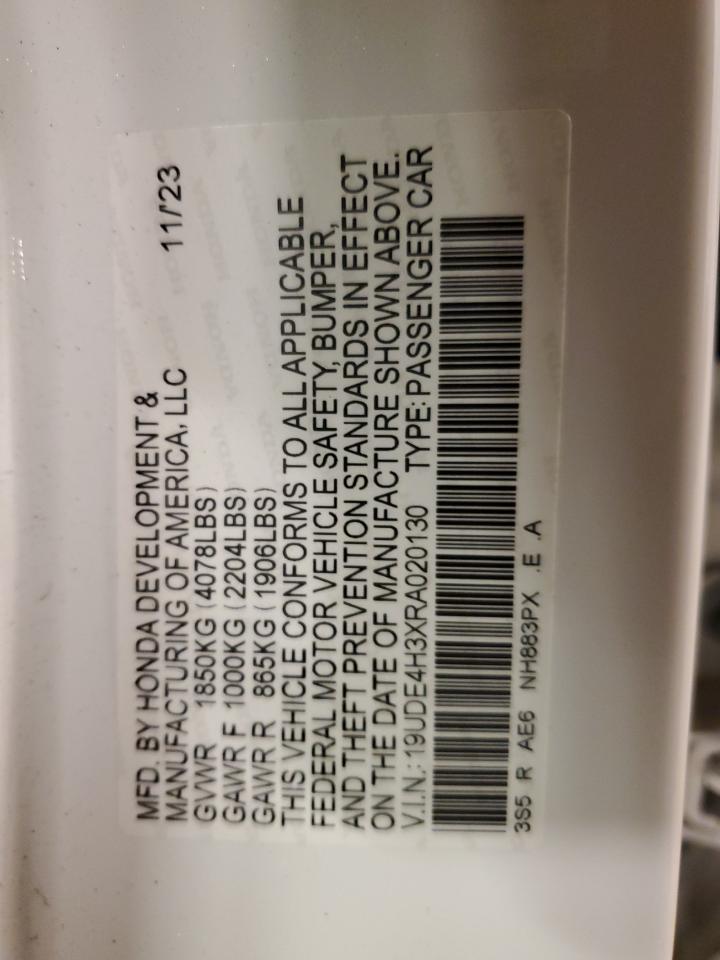 MFD. BY HONDA DEVELOPMENT & 11/'23
MANUFACTURING OF AMERICA, LLC
GVWR 1850KG (4078LBS)
GAWR F 1000KG (2204LBS)
GAWR R 865KG (1906LBS)
THIS VEHICLE CONFORMS TO ALL APPLICABLE
FEDERAL MOTOR VEHICLE SAFETY, BUMPER,
AND THEFT PREVENTION STANDARDS IN EFFECT
ON THE DATE OF MANUFACTURE SHOWN ABOVE.
V.I.N.: 19UDE4H3XRA020130 TYPE: PASSENGER CAR
3S5 R AE6 NH883PX .E .A